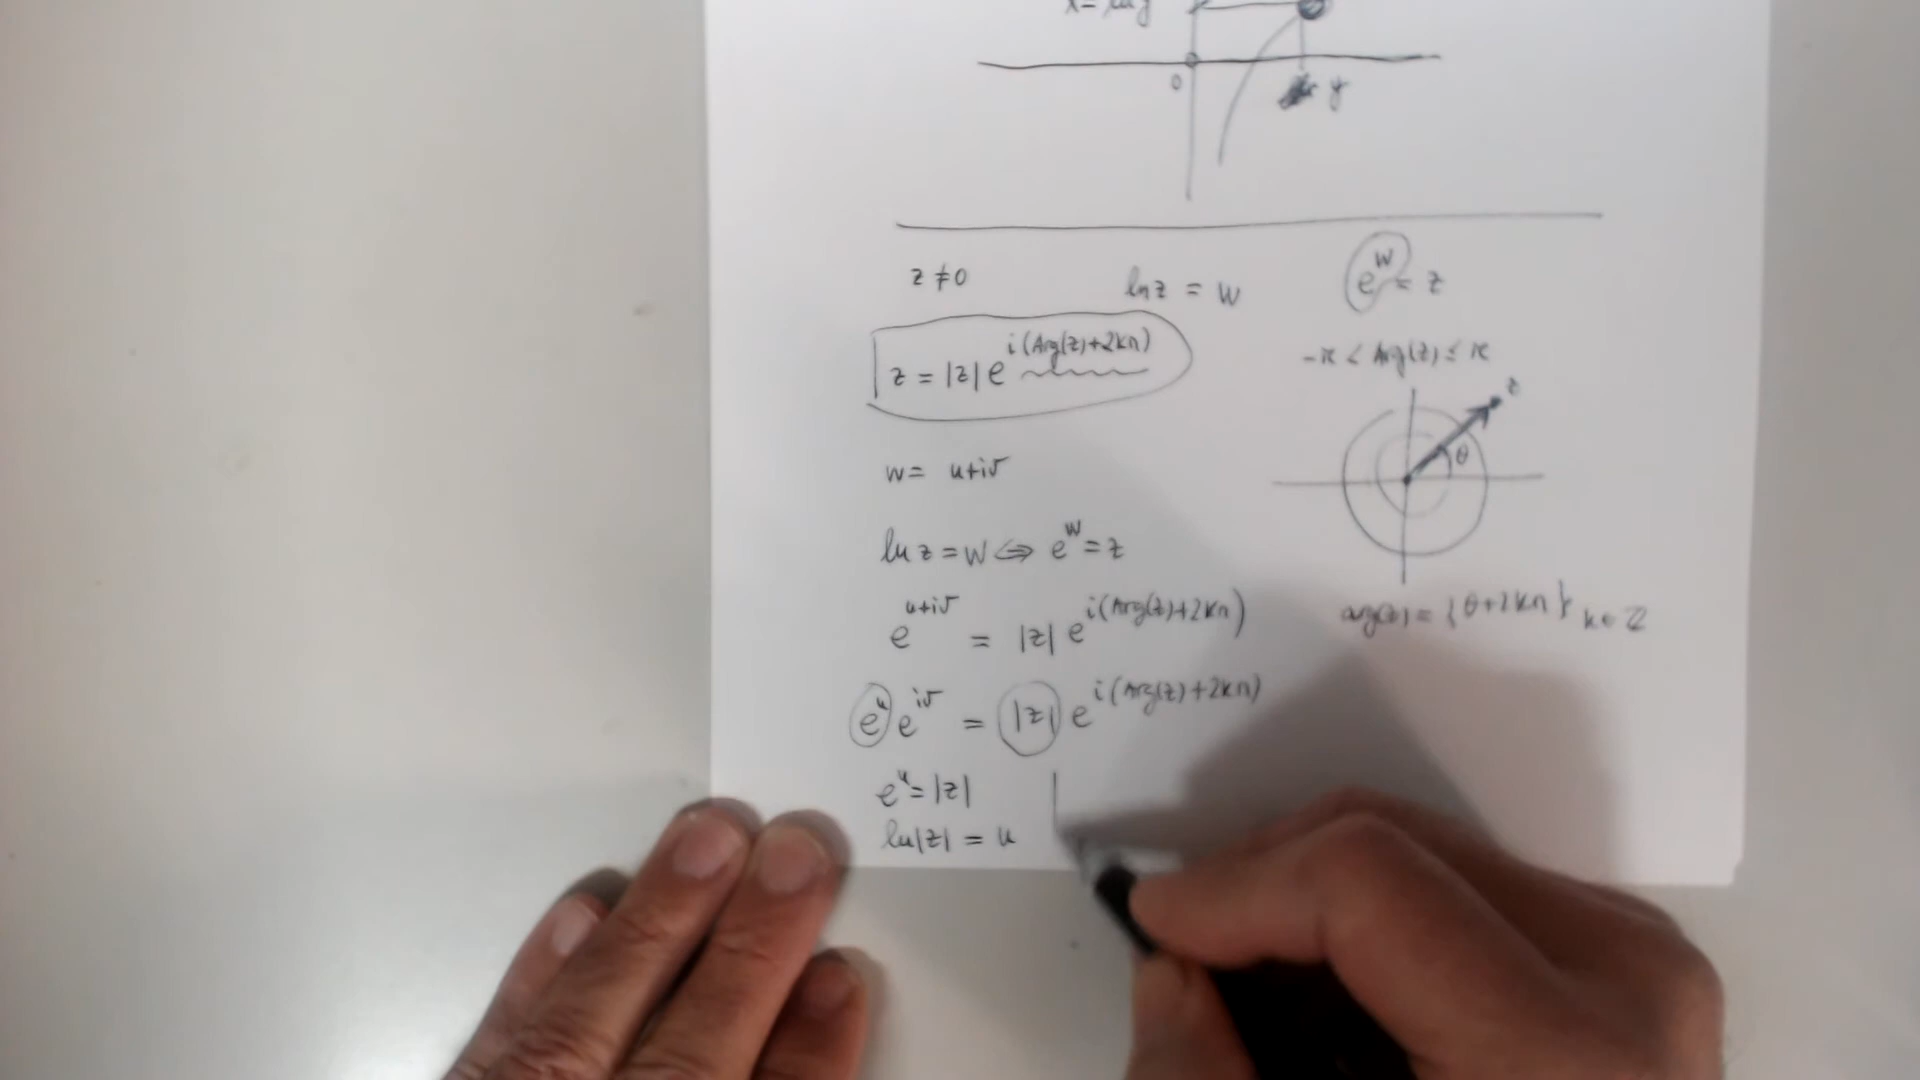 0
y
z ≠ 0
ln z = w
e^w = z
z = |z| e^{i(Arg(z)+2kπ)}
-π < Arg(z) ≤ π
z
θ
w = u+iv
ln z = w ⇔ e^w = z
e^{u+iv} = |z| e^{i(Arg(z)+2kπ)}
arg(z) = {θ+2kπ}_{k∈ℤ}
e^u e^{iv} = |z| e^{i(Arg(z)+2kπ)}
e^u = |z|
ln|z| = u